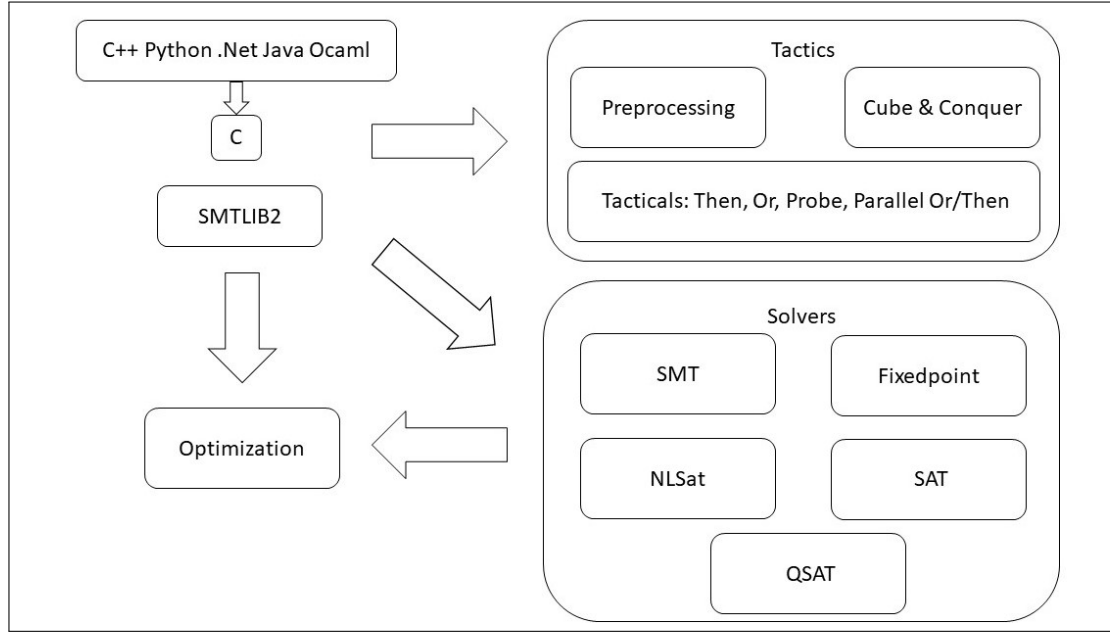 C++ Python .Net Java Ocaml
C
SMTLIB2
Optimization
Tactics
Preprocessing
Cube & Conquer
Tacticals: Then, Or, Probe, Parallel Or/Then
Solvers
SMT
Fixedpoint
NLSat
SAT
QSAT